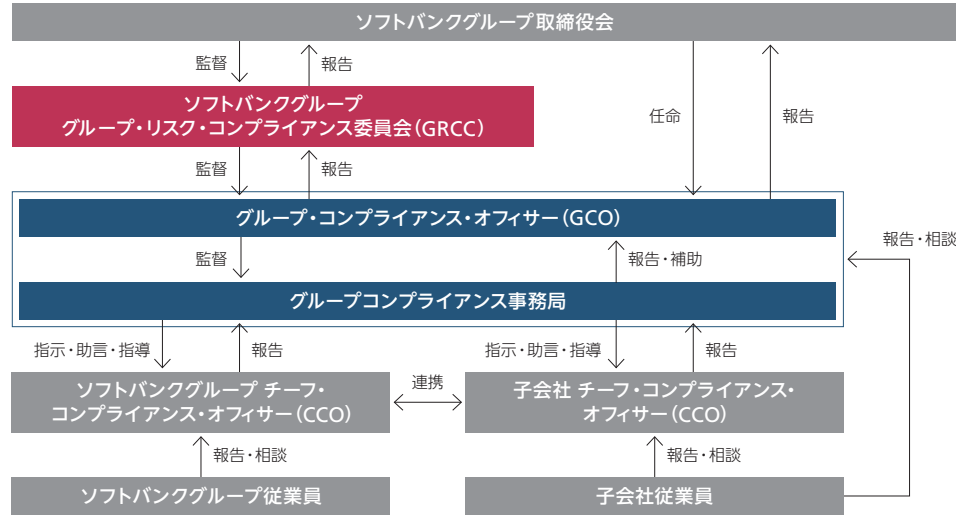 ソフトバンクグループ取締役会
監督
報告
ソフトバンクグループ
グループ・リスク・コンプライアンス委員会(GRCC)
任命
報告
監督
報告
グループ・コンプライアンス・オフィサー(GCO)
監督
報告・補助
報告・相談
グループコンプライアンス事務局
指示・助言・指導
報告
指示・助言・指導
報告
ソフトバンクグループ チーフ・
コンプライアンス・オフィサー(CCO)
連携
子会社 チーフ・コンプライアンス・
オフィサー(CCO)
報告・相談
報告・相談
ソフトバンクグループ従業員
子会社従業員